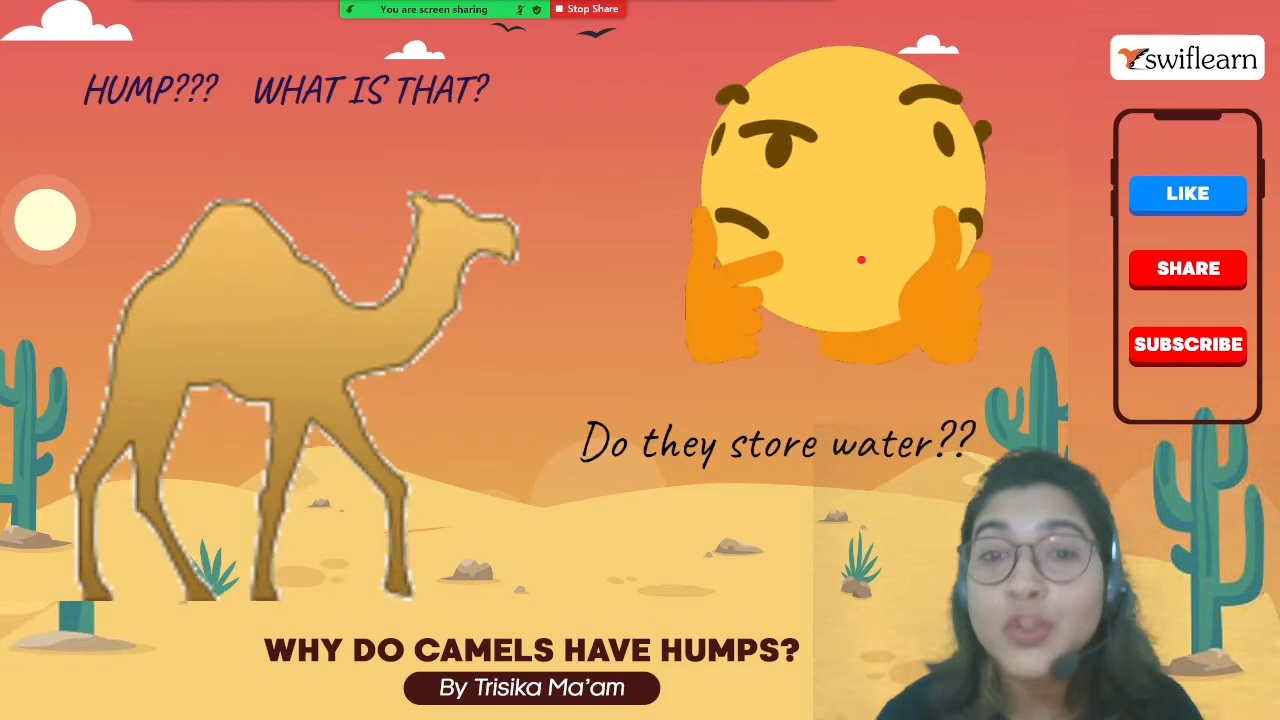 You are screen sharing
Stop Share
HUMP??? WHAT IS THAT?
swiflearn
LIKE
SHARE
SUBSCRIBE
Do they store water??
WHY DO CAMELS HAVE HUMPS?
By Trisika Ma'am